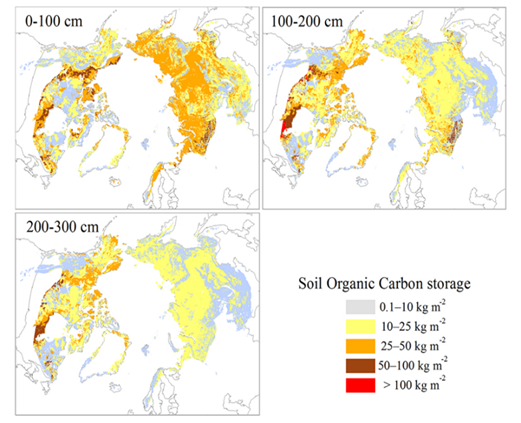 0-100 cm
100-200 cm
200-300 cm
Soil Organic Carbon storage
0.1–10 kg m-2
10–25 kg m-2
25–50 kg m-2
50–100 kg m-2
> 100 kg m-2